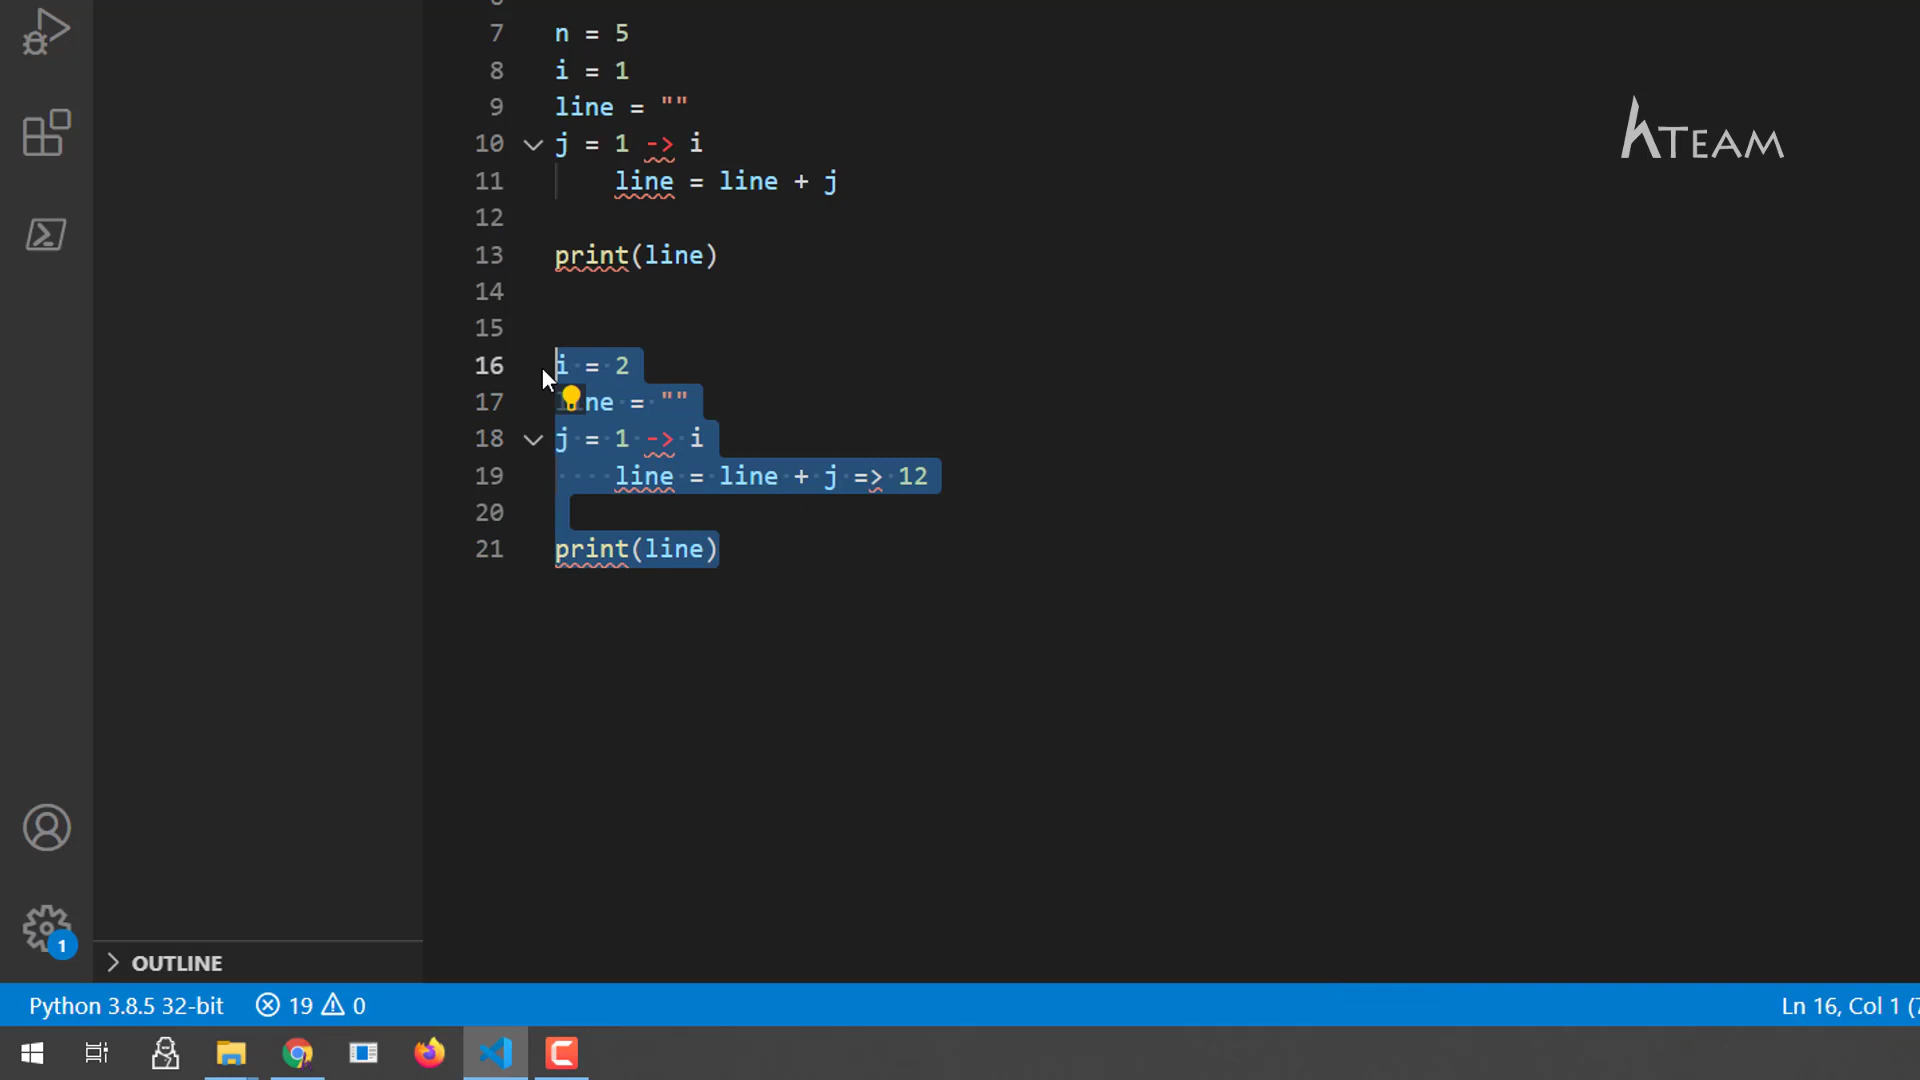 7 n = 5
8 i = 1
9 line = ""
10 j = 1 -> i
11 line = line + j
12
13 print(line)
14
15
16 i = 2
17 ne = ""
18 j = 1 -> i
19 line = line + j => 12
20
21 print(line)
hTEAM
1
OUTLINE
Python 3.8.5 32-bit 19 0
Ln 16, Col 1